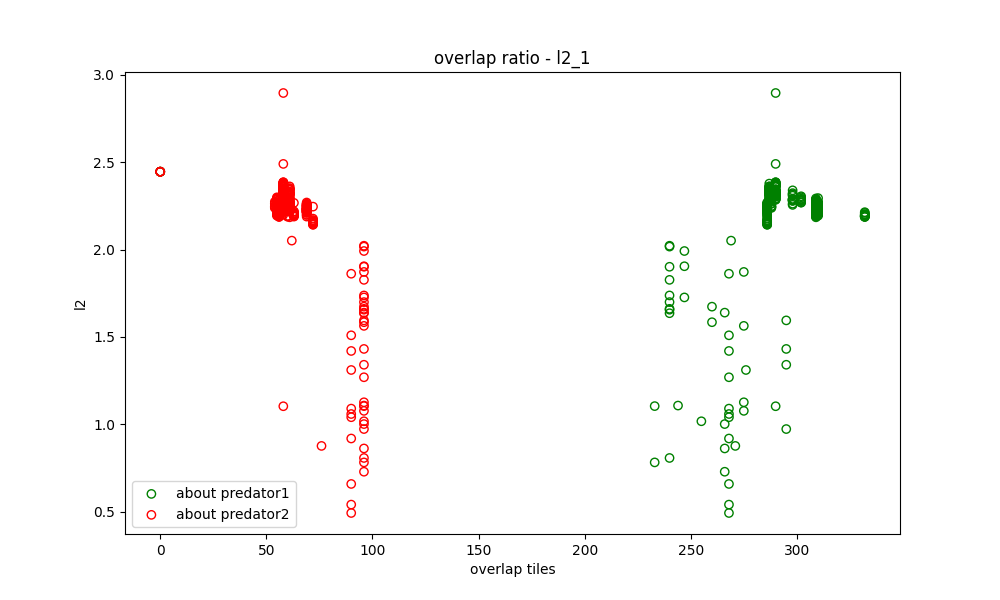 overlap ratio - l2_1
3.0
2.5
2.0
1.5
1.0
0.5
l2
about predator1
about predator2
0 50 100 150 200 250 300
overlap tiles